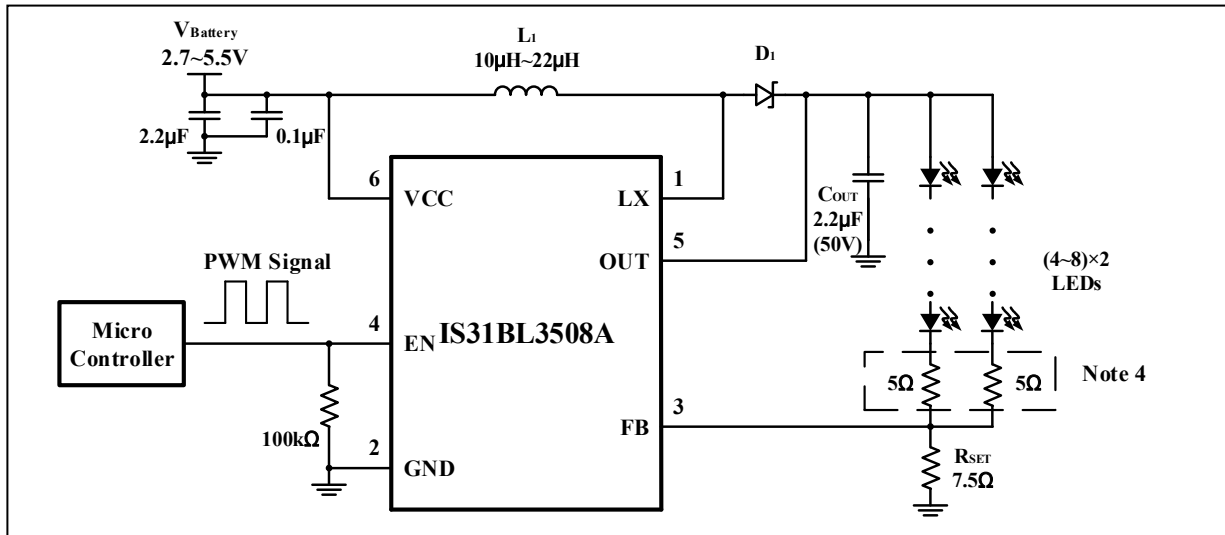 VBattery
2.7~5.5V
L1
10µH~22µH
D1
2.2µF
0.1µF
6
VCC
1
LX
COUT
2.2µF
(50V)
5
OUT
PWM Signal
(4~8)×2
LEDs
Micro
Controller
4
EN
IS31BL3508A
5Ω
5Ω
Note 4
3
FB
100kΩ
2
GND
RSET
7.5Ω